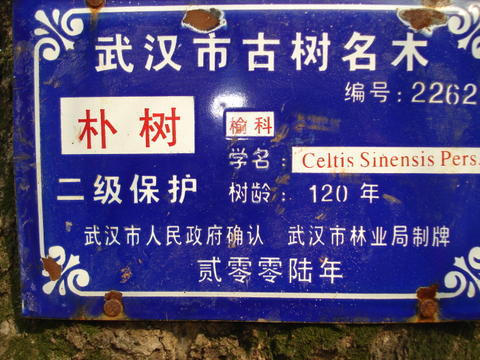 武汉市古树名木
编号:2262
朴树
榆科
学名: Celtis Sinensis Pers.
二级保护
树龄: 120 年
武汉市人民政府确认 武汉市林业局制牌
贰零零陆年